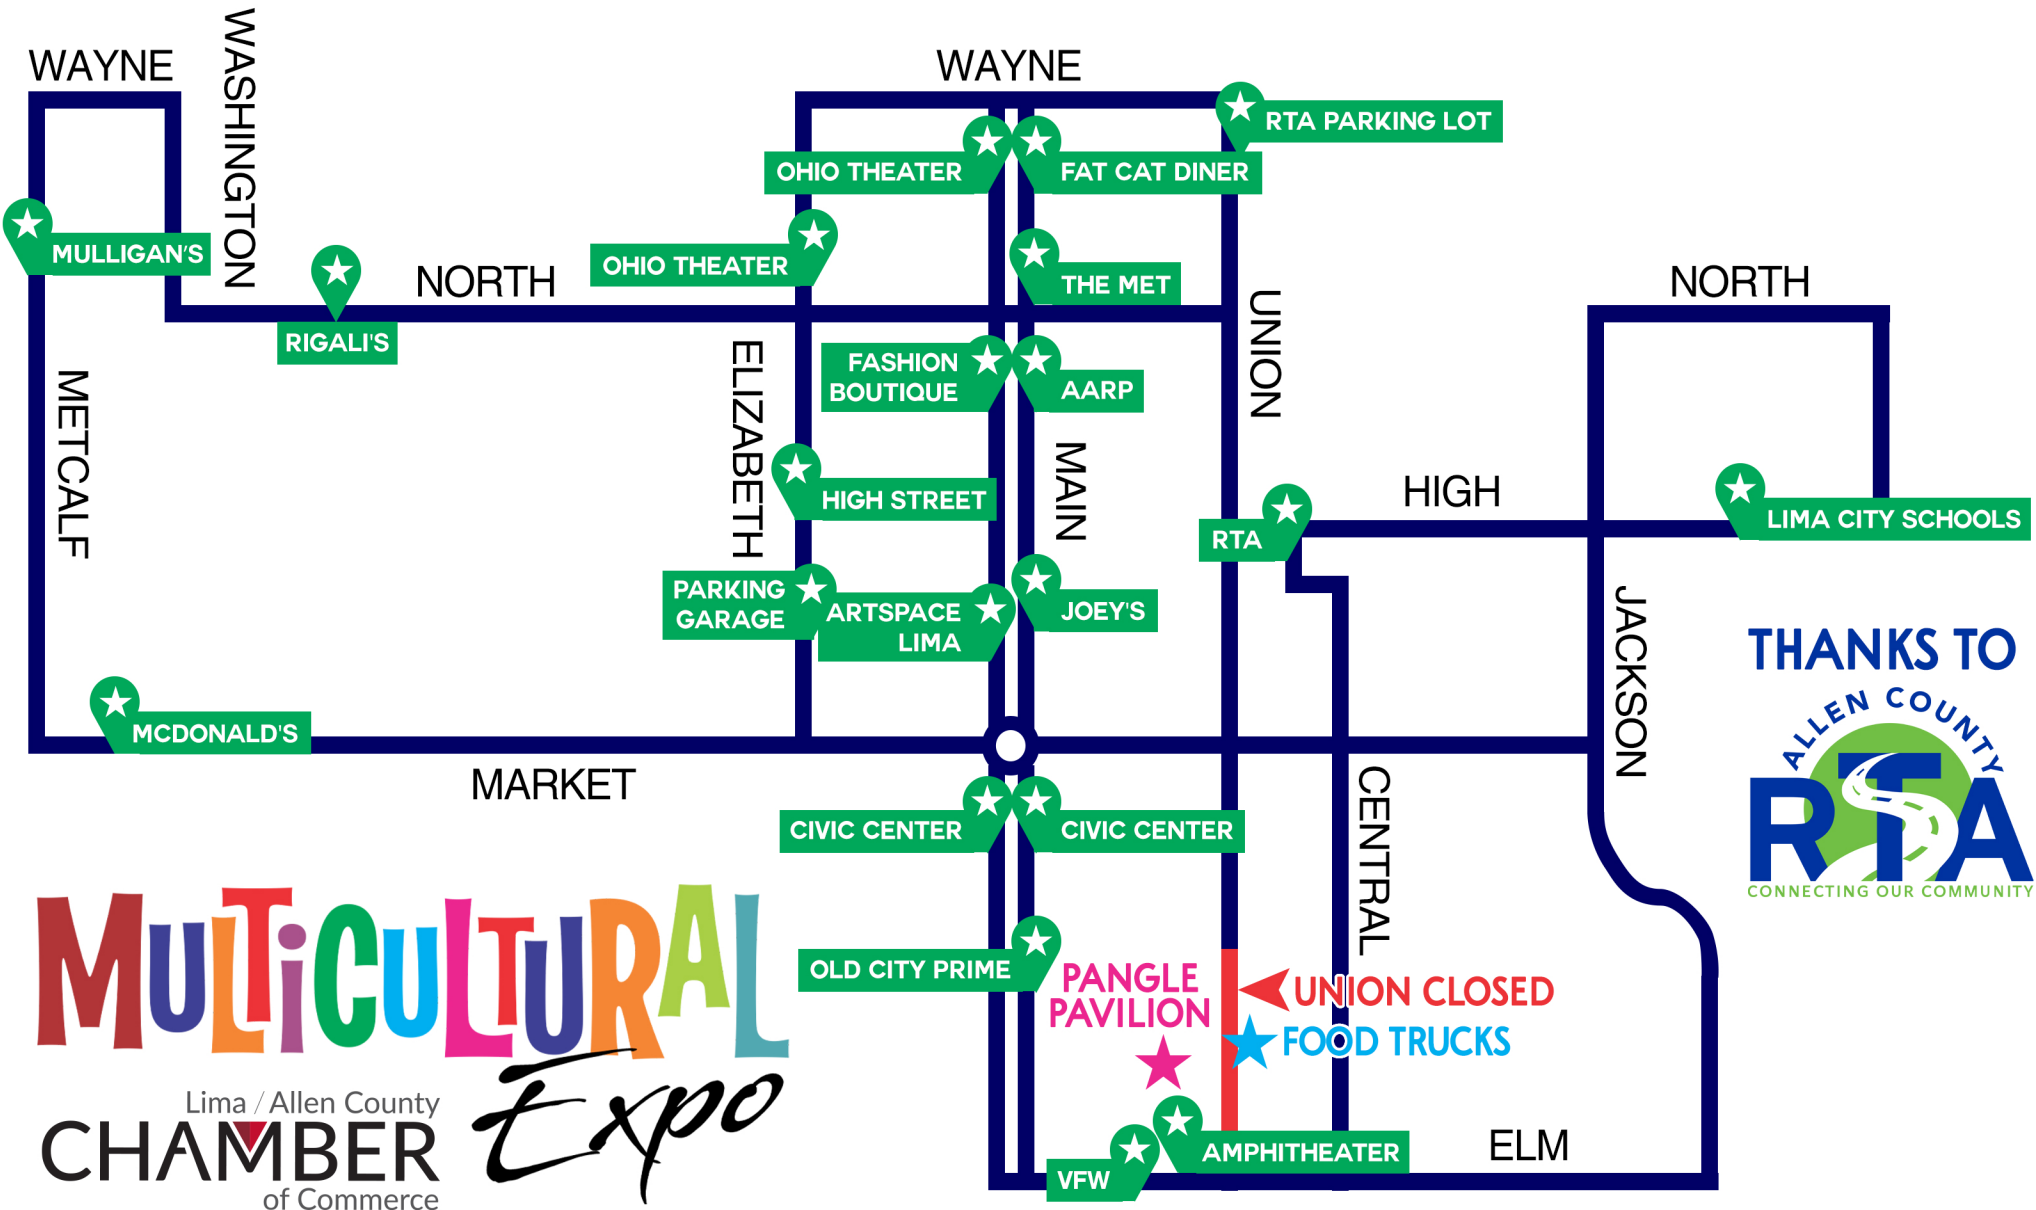 WAYNE
WASHINGTON
WAYNE
RTA PARKING LOT
OHIO THEATER
FAT CAT DINER
MULLIGAN'S
OHIO THEATER
THE MET
NORTH
NORTH
RIGALI'S
UNION
METCALF
ELIZABETH
FASHION
BOUTIQUE
AARP
MAIN
HIGH STREET
HIGH
RTA
LIMA CITY SCHOOLS
PARKING
GARAGE
ARTSPACE
LIMA
JOEY'S
JACKSON
THANKS TO
ALLEN COUNTY
RTA
CONNECTING OUR COMMUNITY
MCDONALD'S
MARKET
CENTRAL
CIVIC CENTER
CIVIC CENTER
OLD CITY PRIME
PANGLE
PAVILION
UNION CLOSED
FOOD TRUCKS
MULTICULTURAL
Expo
Lima / Allen County
CHAMBER
of Commerce
AMPHITHEATER
VFW
ELM